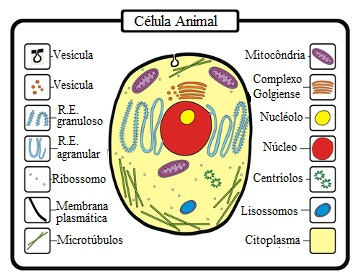 Célula Animal
Vesícula
Vesícula
R.E.
granuloso
R.E.
agranular
Ribossomo
Membrana
plasmática
Microtúbulos
Mitocôndria
Complexo
Golgiense
Nucléolo
Núcleo
Centríolos
Lisossomos
Citoplasma